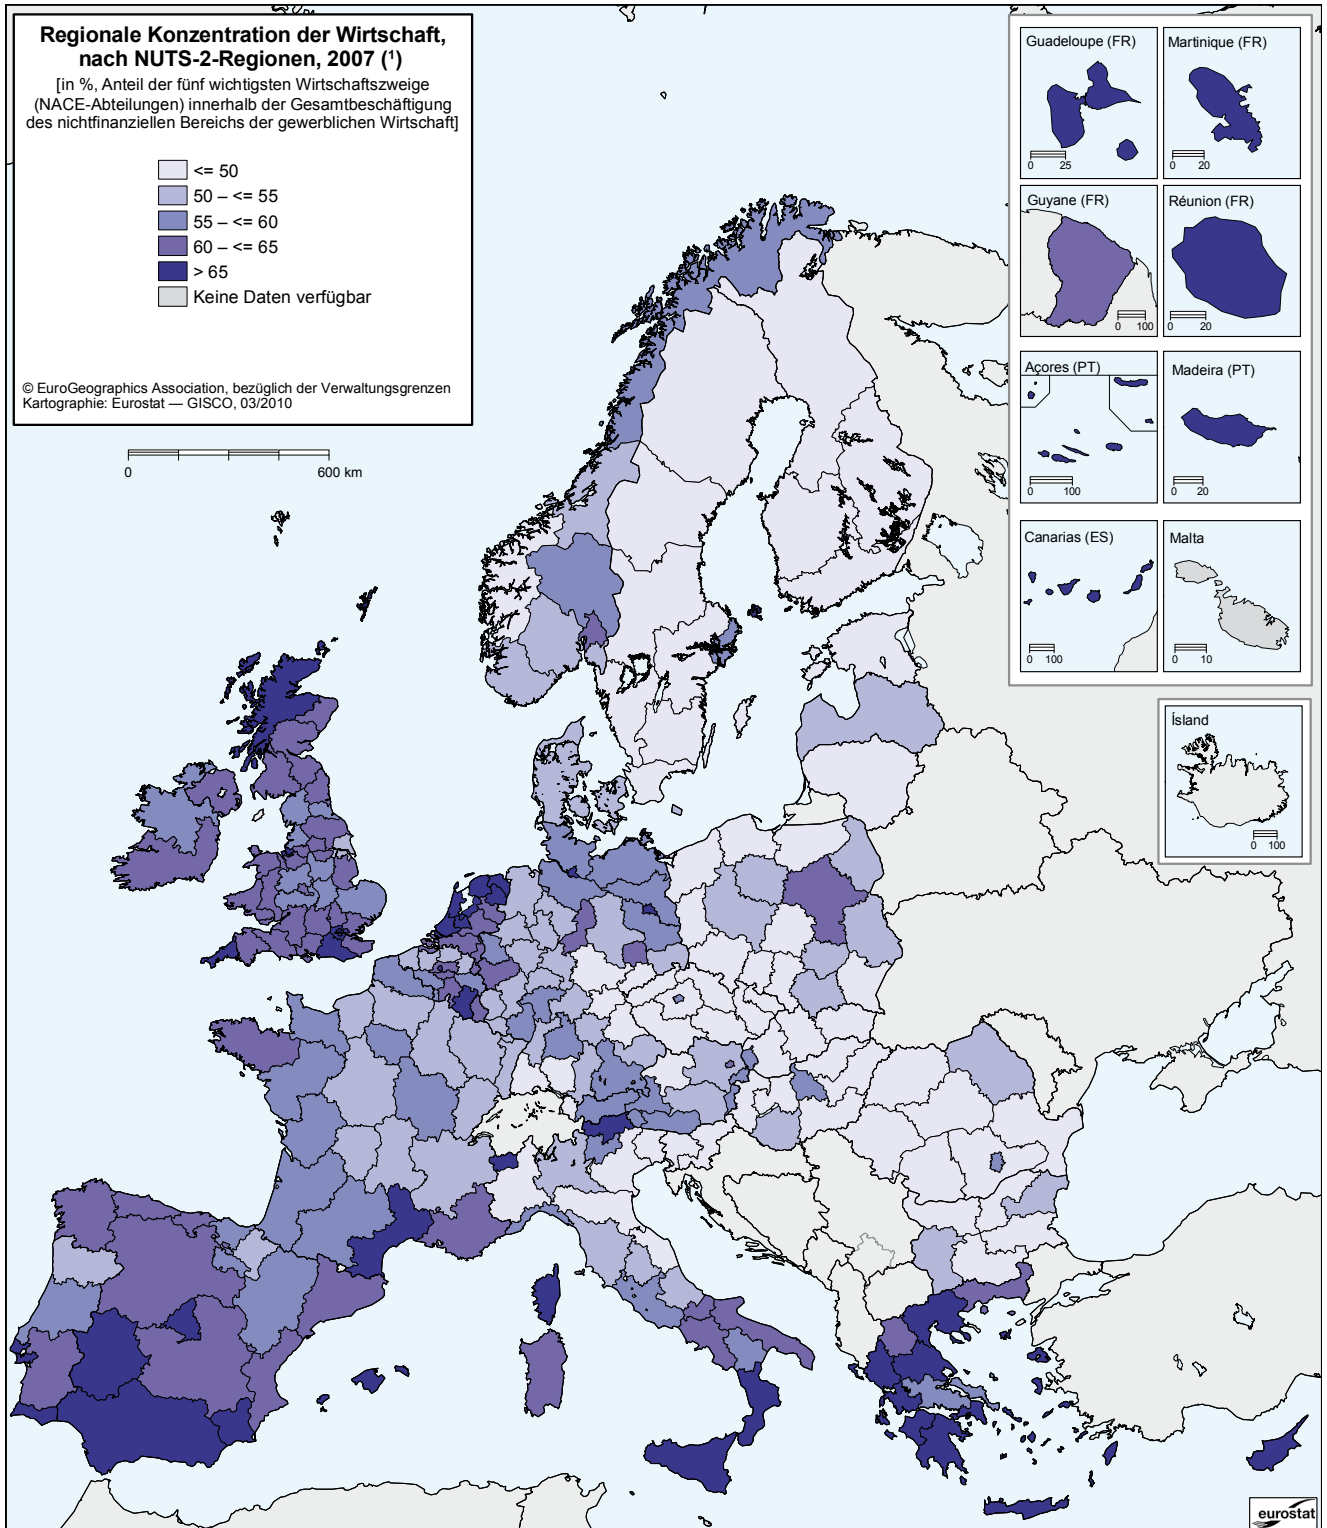 Regionale Konzentration der Wirtschaft,
nach NUTS-2-Regionen, 2007 (¹)
[in %, Anteil der fünf wichtigsten Wirtschaftszweige
(NACE-Abteilungen) innerhalb der Gesamtbeschäftigung
des nichtfinanziellen Bereichs der gewerblichen Wirtschaft]
<= 50
50 – <= 55
55 – <= 60
60 – <= 65
> 65
Keine Daten verfügbar
© EuroGeographics Association, bezüglich der Verwaltungsgrenzen
Kartographie: Eurostat — GISCO, 03/2010
0 600 km
Guadeloupe (FR)
0 25
Martinique (FR)
0 20
Guyane (FR)
0 100
Réunion (FR)
0 20
Açores (PT)
0 100
Madeira (PT)
0 20
Canarias (ES)
0 100
Malta
0 10
Ísland
0 100
eurostat